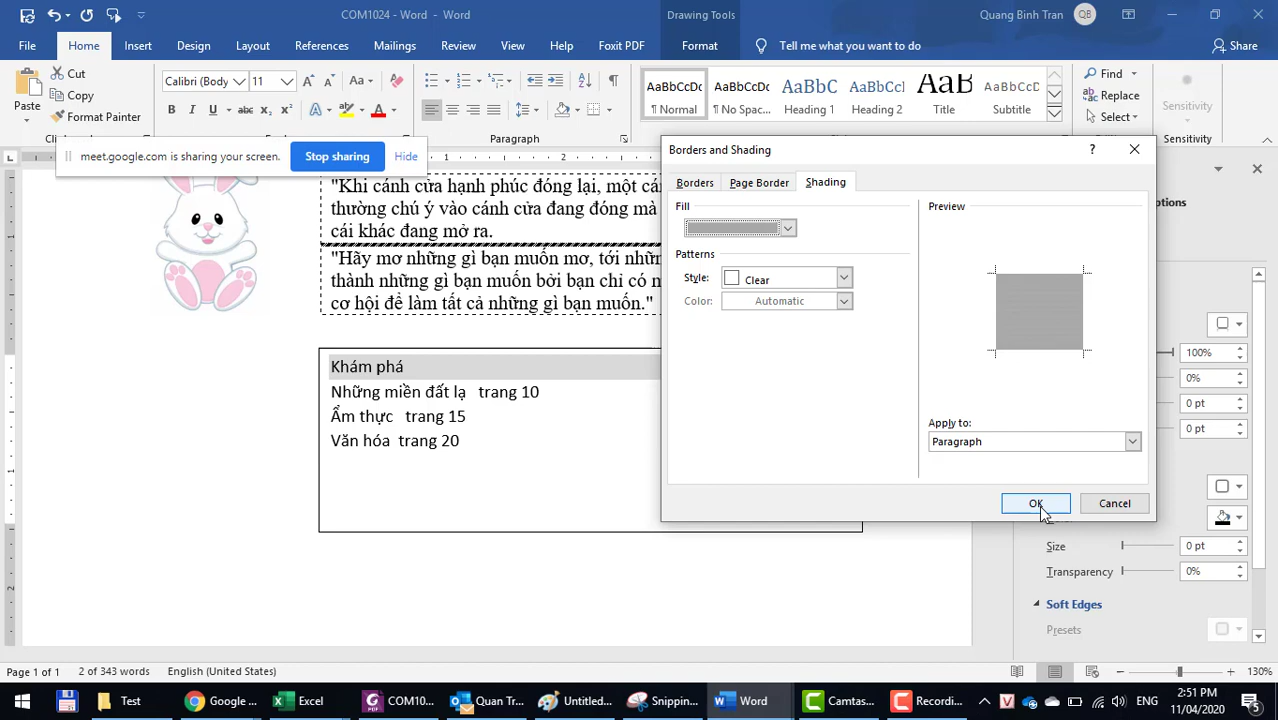 COM1024 - Word - Word
Drawing Tools
Quang Binh Tran
QB
File
Home
Insert
Design
Layout
References
Mailings
Review
View
Help
Foxit PDF
Format
Tell me what you want to do
Share
Paste
Cut
Copy
Format Painter
Calibri (Body
11
Paragraph
AaBbCcDc
¶ Normal
AaBbCcDc
¶ No Spac...
AaBbC
Heading 1
AaBbCc
Heading 2
AaB
Title
AaBbCcD
Subtitle
Find
Replace
Select
Sensitivity
Sensitivity
meet.google.com is sharing your screen.
Stop sharing
Hide
"Khi cánh cửa hạnh phúc đóng lại, một
thường chú ý vào cánh cửa đang đóng mà
cái khác đang mở ra.
"Hãy mơ những gì bạn muốn mơ, tới
thành những gì bạn muốn bởi bạn chỉ có
cơ hội để làm tất cả những gì bạn muốn."
Khám phá
Những miền đất lạ trang 10
Ẩm thực trang 15
Văn hóa trang 20
Borders and Shading
?
Borders
Page Border
Shading
Fill
Patterns
Style:
Clear
Color:
Automatic
Preview
Apply to:
Paragraph
OK
Cancel
100%
0%
0 pt
0 pt
Size
0 pt
Transparency
0%
Soft Edges
Presets
Page 1 of 1
2 of 343 words
English (United States)
130%
Test
Google ...
Excel
COM10...
Quan Tr...
Untitled...
Snippin...
Word
Camtas...
Recordi...
ENG
2:51 PM
11/04/2020
5